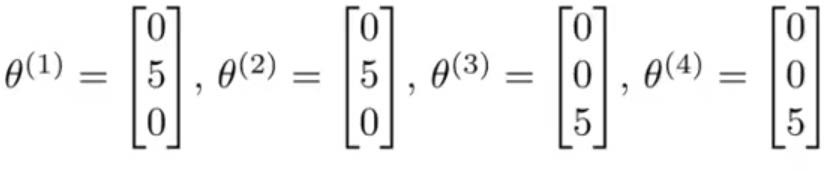 θ^{(1)} = [0 5 0], θ^{(2)} = [0 5 0], θ^{(3)} = [0 0 5], θ^{(4)} = [0 0 5]